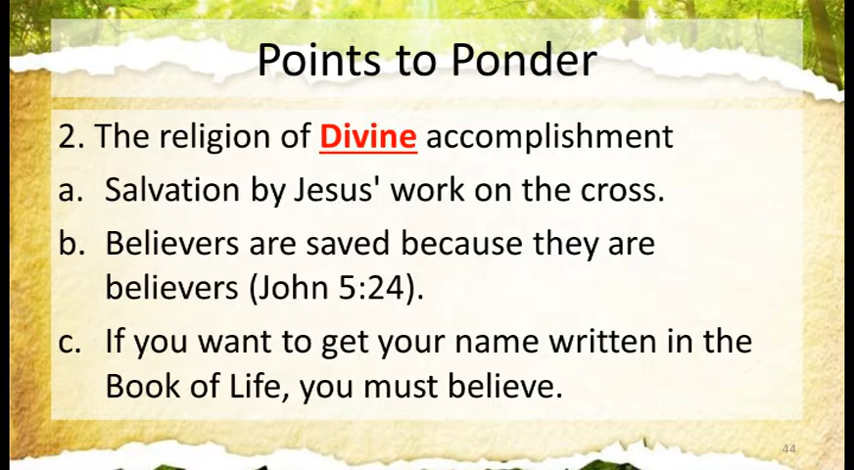 Points to Ponder
2. The religion of Divine accomplishment
a. Salvation by Jesus' work on the cross.
b. Believers are saved because they are
believers (John 5:24).
c. If you want to get your name written in the
Book of Life, you must believe.
44